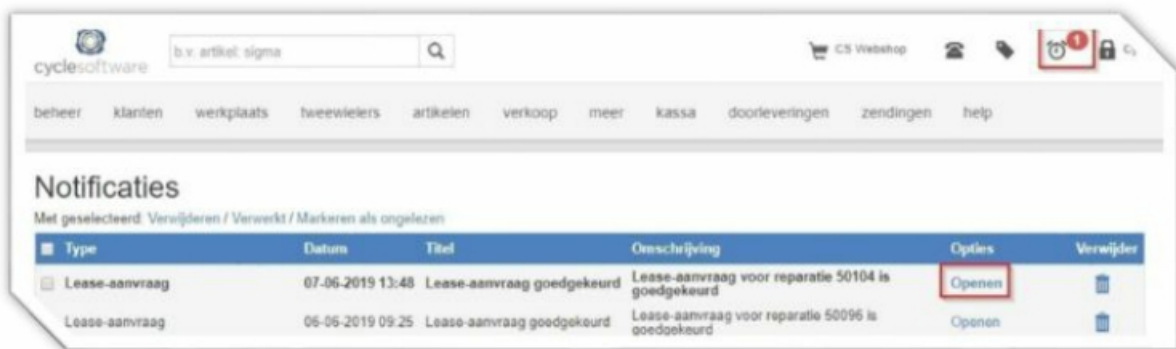 cyclesoftware
b.v. artikel: sigma
CS Webshop
1
beheer klanten werkplaats tweewielers artikelen verkoop meer kassa doorleveringen zendingen help
Notificaties
Met geselecteerd: Verwijderen / Verwerkt / Markeren als ongelezen
Type Datum Titel Omschrijving Opties Verwijder
Lease-aanvraag 07-06-2019 13:48 Lease-aanvraag goedgekeurd Lease-aanvraag voor reparatie 50104 is goedgekeurd Openen
Lease-aanvraag 06-06-2019 09:25 Lease-aanvraag goedgekeurd Lease-aanvraag voor reparatie 50096 is goedgekeurd Openen